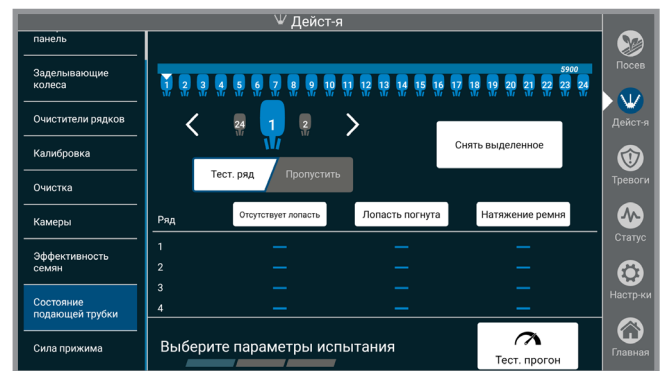 Дейст-я
панель
Заделывающие
колеса
Очистители рядков
Калибровка
Очистка
Камеры
Эффективность
семян
Состояние
подающей трубки
Сила прижима
5900
1 2 3 4 5 6 7 8 9 10 11 12 13 14 15 16 17 18 19 20 21 22 23 24
24 1 2
Снять выделенное
Тест. ряд Пропустить
Ряд Отсутствует лопасть Лопасть погнута Натяжение ремня
1 — — —
2 — — —
3 — — —
4 — — —
Выберите параметры испытания
Тест. прогон
Посев
Дейст-я
Тревоги
Статус
Настр-ки
Главная